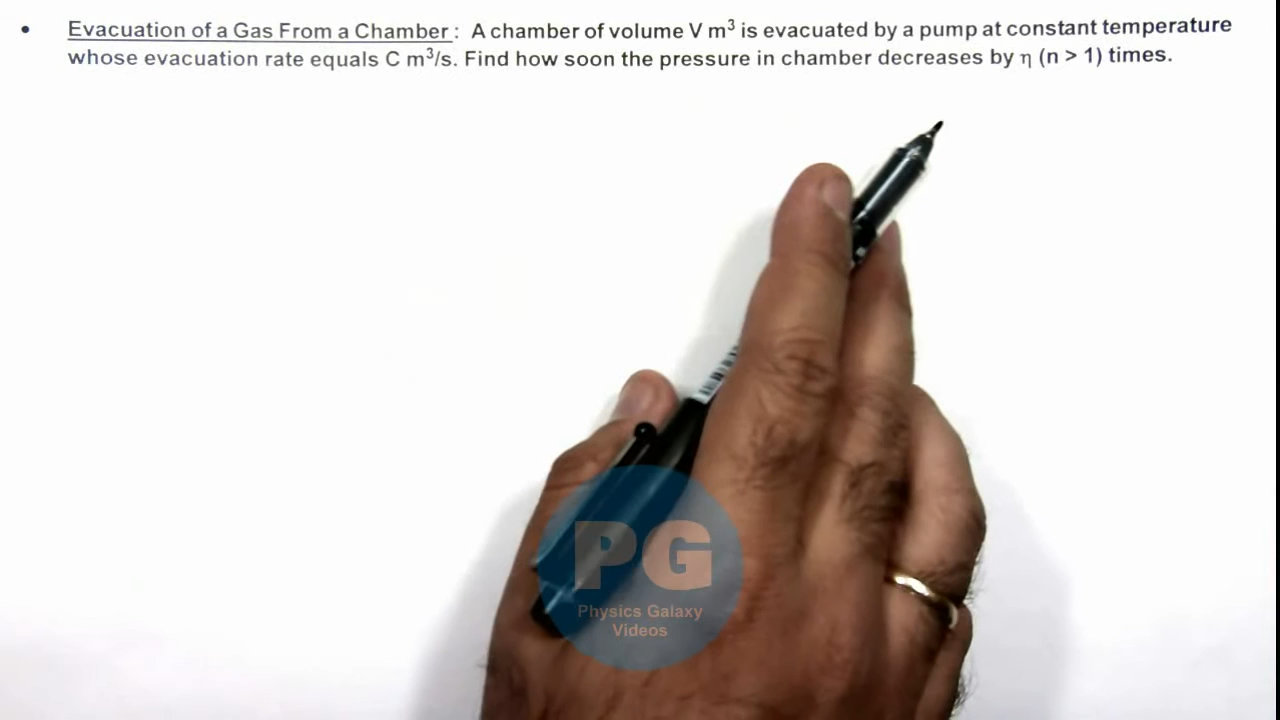 • Evacuation of a Gas From a Chamber : A chamber of volume V m³ is evacuated by a pump at constant temperature
whose evacuation rate equals C m³/s. Find how soon the pressure in chamber decreases by η (n > 1) times.
PG
Physics Galaxy
Videos